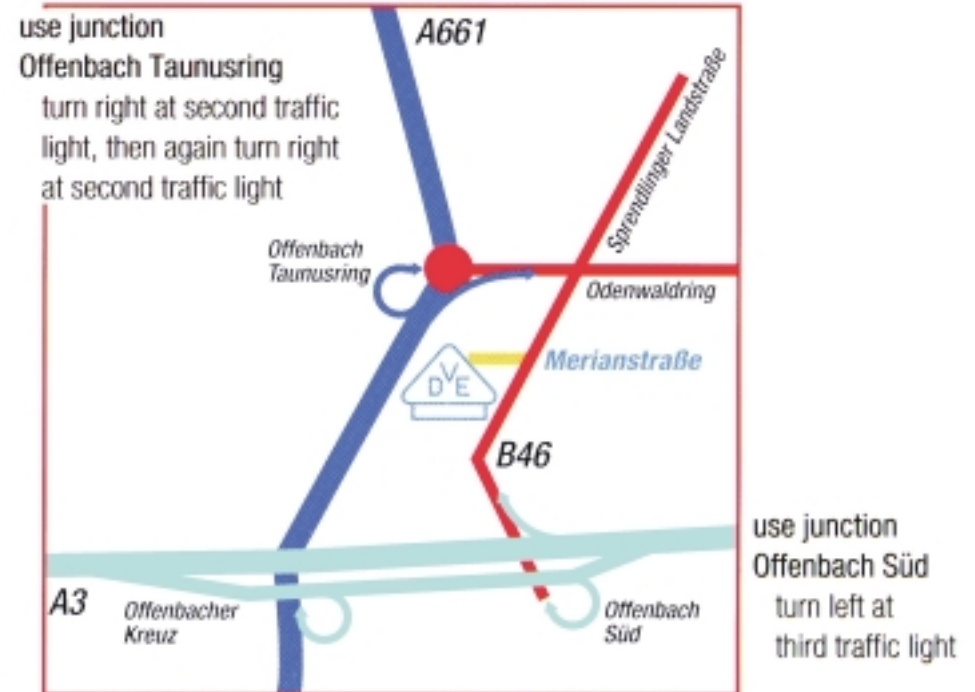 use junction
Offenbach Taunusring
turn right at second traffic
light, then again turn right
at second traffic light
A661
Sprendlinger Landstraße
Offenbach
Taunusring
Odenwaldring
Merianstraße
DVE
B46
use junction
Offenbach Süd
turn left at
third traffic light
A3
Offenbacher
Kreuz
Offenbach
Süd